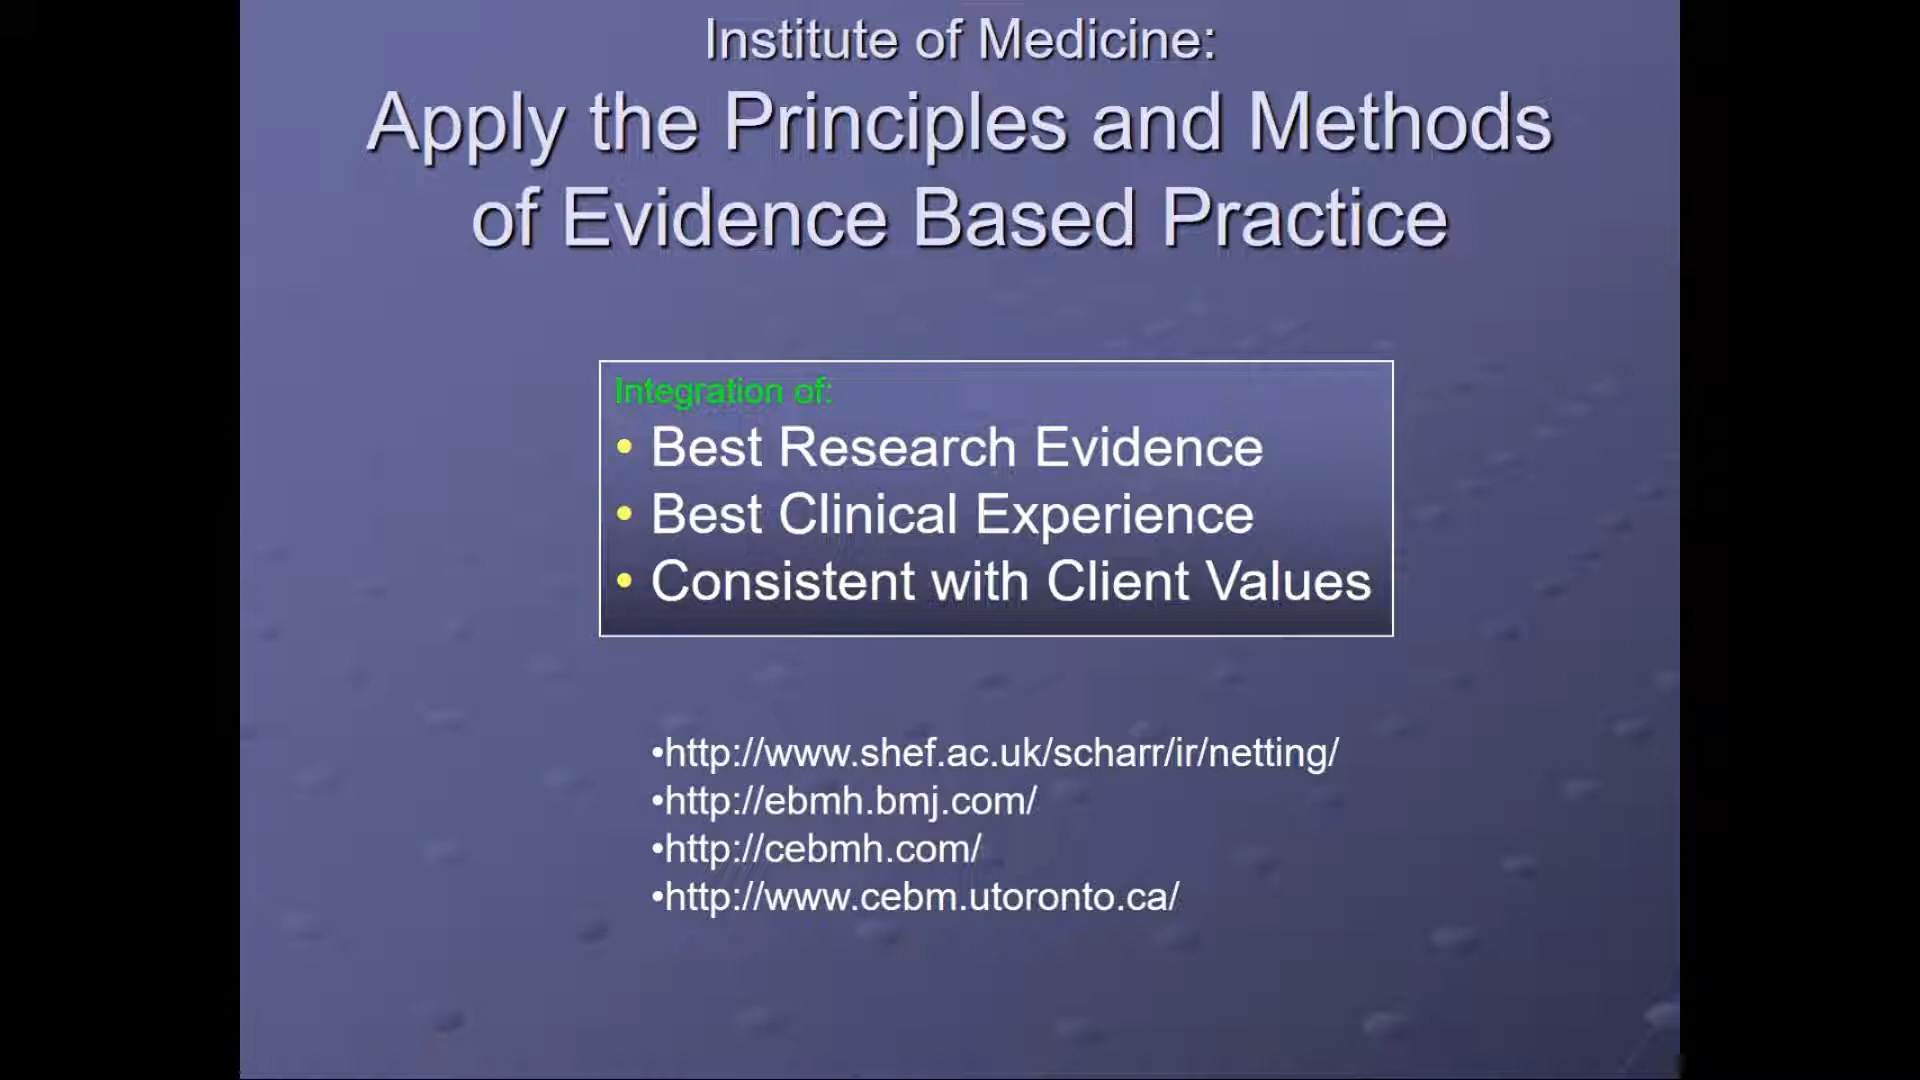 Institute of Medicine:
Apply the Principles and Methods
of Evidence Based Practice
Integration of:
• Best Research Evidence
• Best Clinical Experience
• Consistent with Client Values
•http://www.shef.ac.uk/scharr/ir/netting/
•http://ebmh.bmj.com/
•http://cebmh.com/
•http://www.cebm.utoronto.ca/